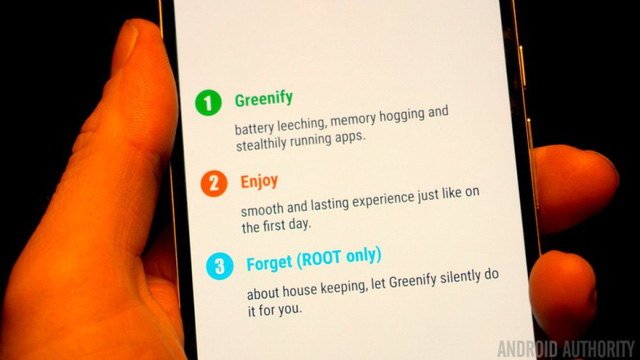 1 Greenify
battery leeching, memory hogging and
stealthily running apps.
2 Enjoy
smooth and lasting experience just like on
the first day.
3 Forget (ROOT only)
about house keeping, let Greenify silently do
it for you.
ANDROID AUTHORITY